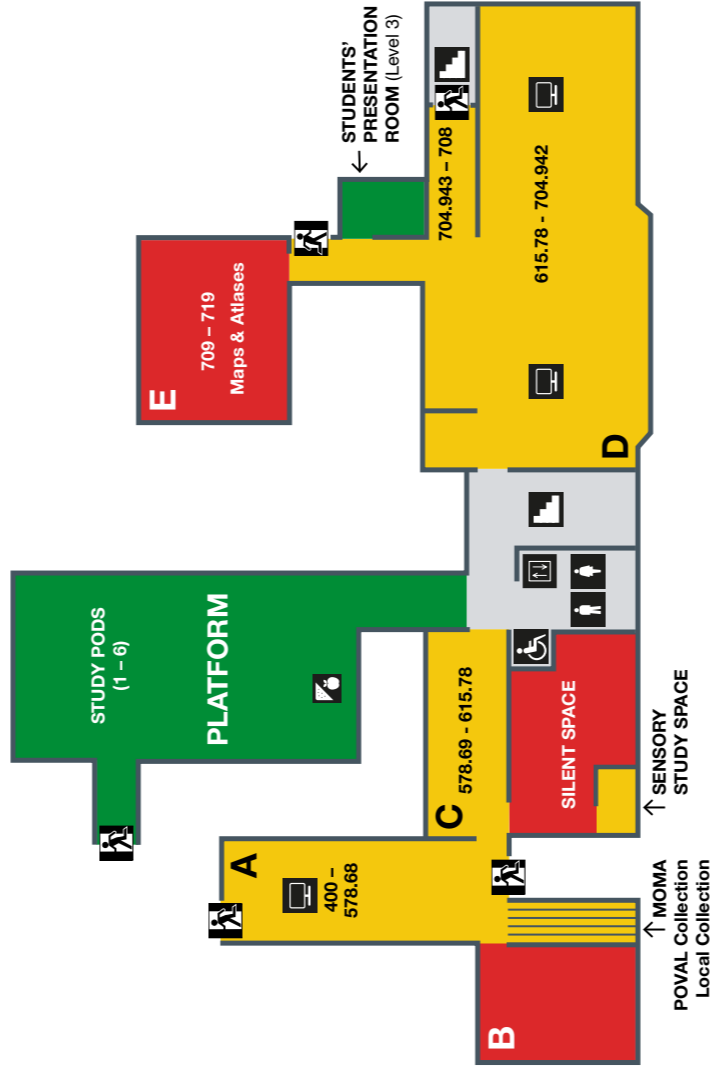 STUDENTS'
PRESENTATION
ROOM (Level 3)
E
709 – 719
Maps & Atlases
704.943 – 708
615.78 - 704.942
D
STUDY PODS
(1 – 6)
PLATFORM
C
578.69 - 615.78
SILENT SPACE
SENSORY
STUDY SPACE
A
400 –
578.68
B
MOMA
POVAL Collection
Local Collection